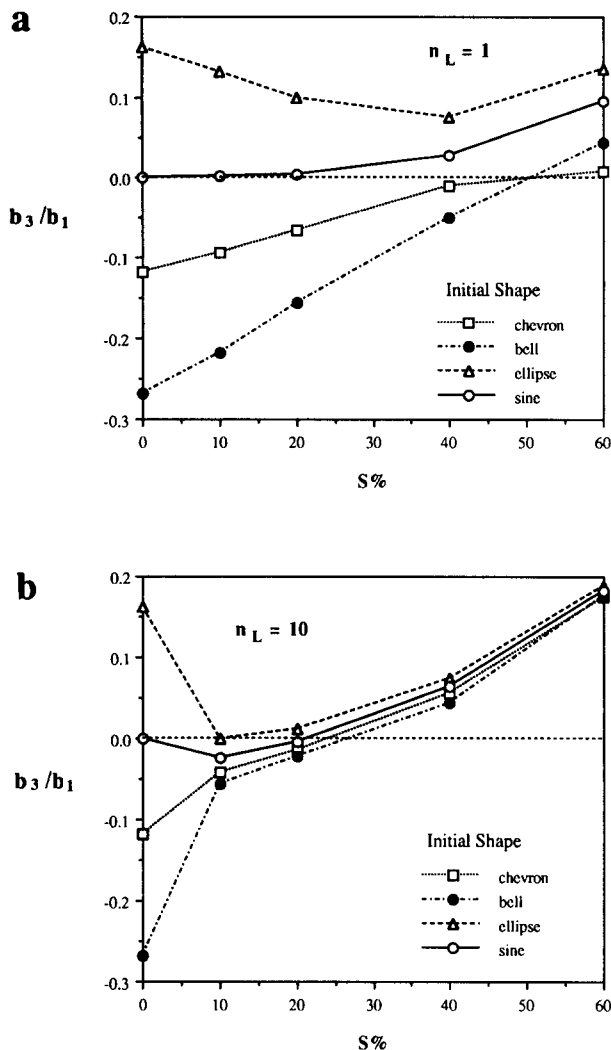 a
n L = 1
0.2
0.1
0.0
-0.1
-0.2
-0.3
b 3 / b 1
Initial Shape
chevron
bell
ellipse
sine
0 10 20 30 40 50 60
S%
b
n L = 10
0.2
0.1
0.0
-0.1
-0.2
-0.3
b 3 / b 1
Initial Shape
chevron
bell
ellipse
sine
0 10 20 30 40 50 60
S%